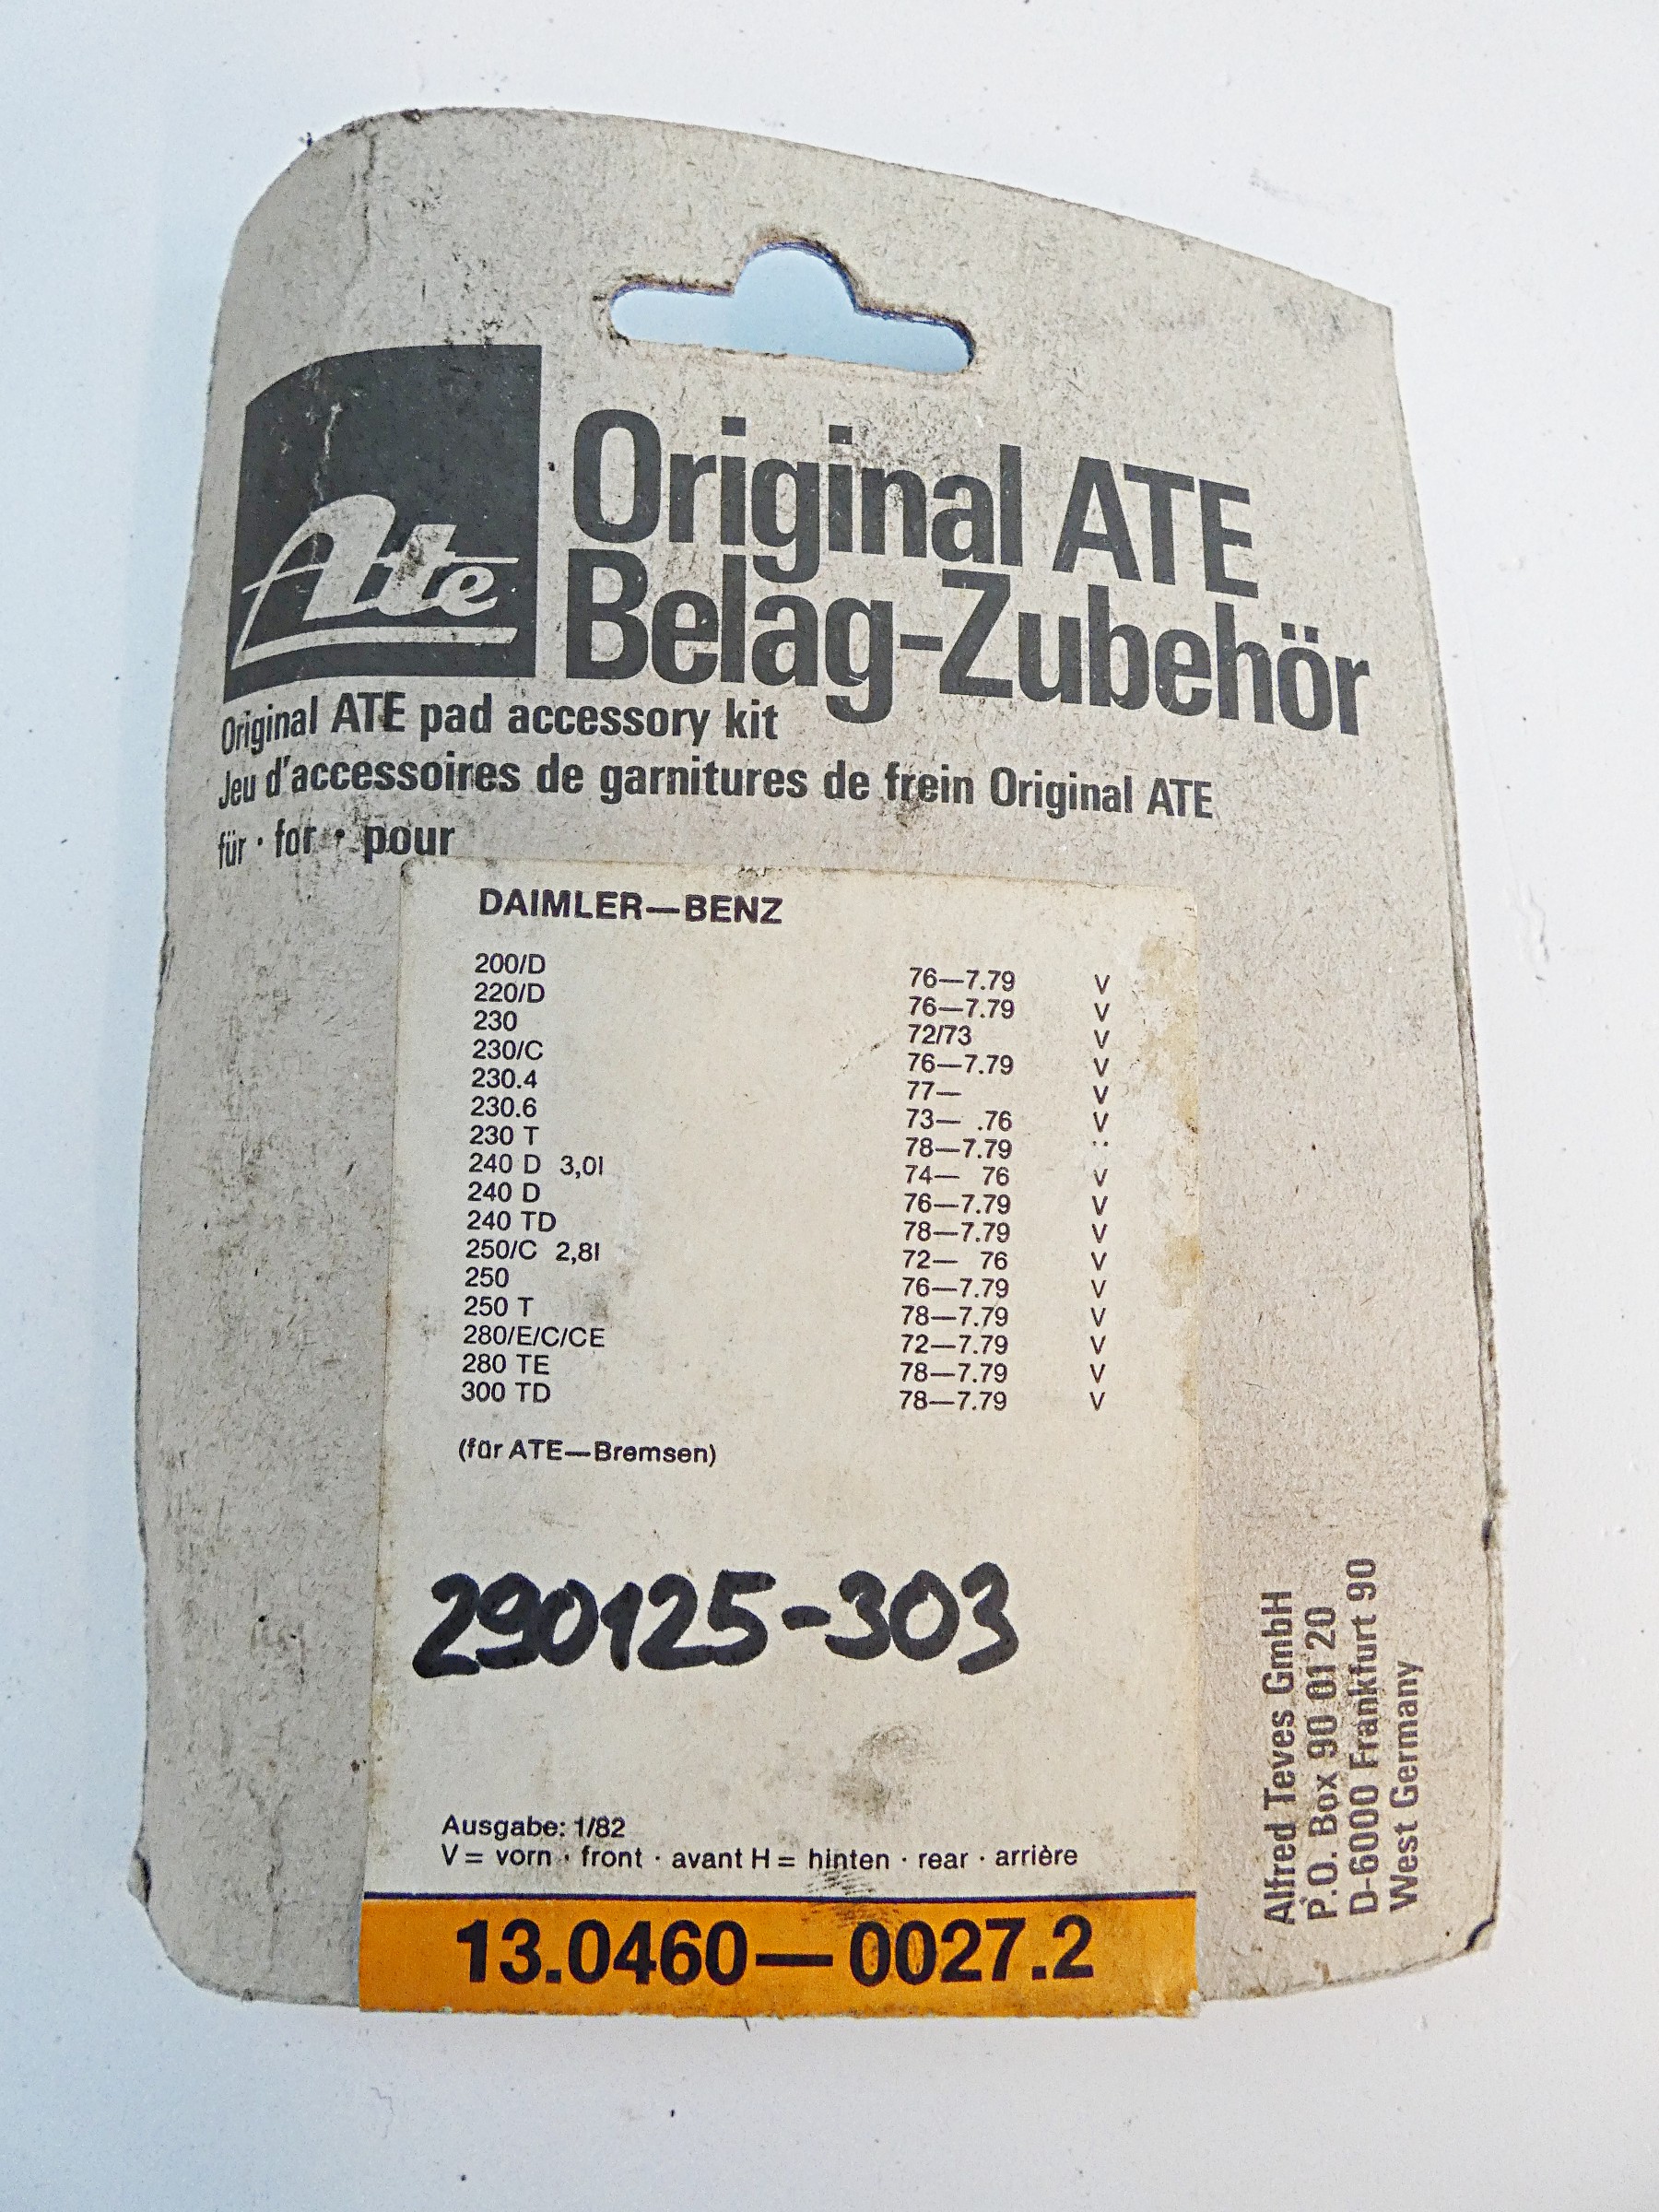 Ate
Original ATE
Belag-Zubehör
Original ATE pad accessory kit
Jeu d'accessoires de garnitures de frein Original ATE
für · for · pour
DAIMLER—BENZ
200/D 76—7.79 V
220/D 76—7.79 V
230 72/73 V
230/C 76—7.79 V
230.4 77— V
230.6 73— .76 V
230 T 78—7.79
240 D 3,0l 74— 76 V
240 D 76—7.79 V
240 TD 78—7.79 V
250/C 2,8l 72— 76 V
250 76—7.79 V
250 T 78—7.79 V
280/E/C/CE 72—7.79 V
280 TE 78—7.79 V
300 TD 78—7.79 V
(für ATE—Bremsen)
290125-303
Ausgabe: 1/82
V = vorn · front · avant H = hinten · rear · arrière
13.0460—0027.2
Alfred Teves GmbH
P.O. Box 90 01 20
D-6000 Frankfurt 90
West Germany